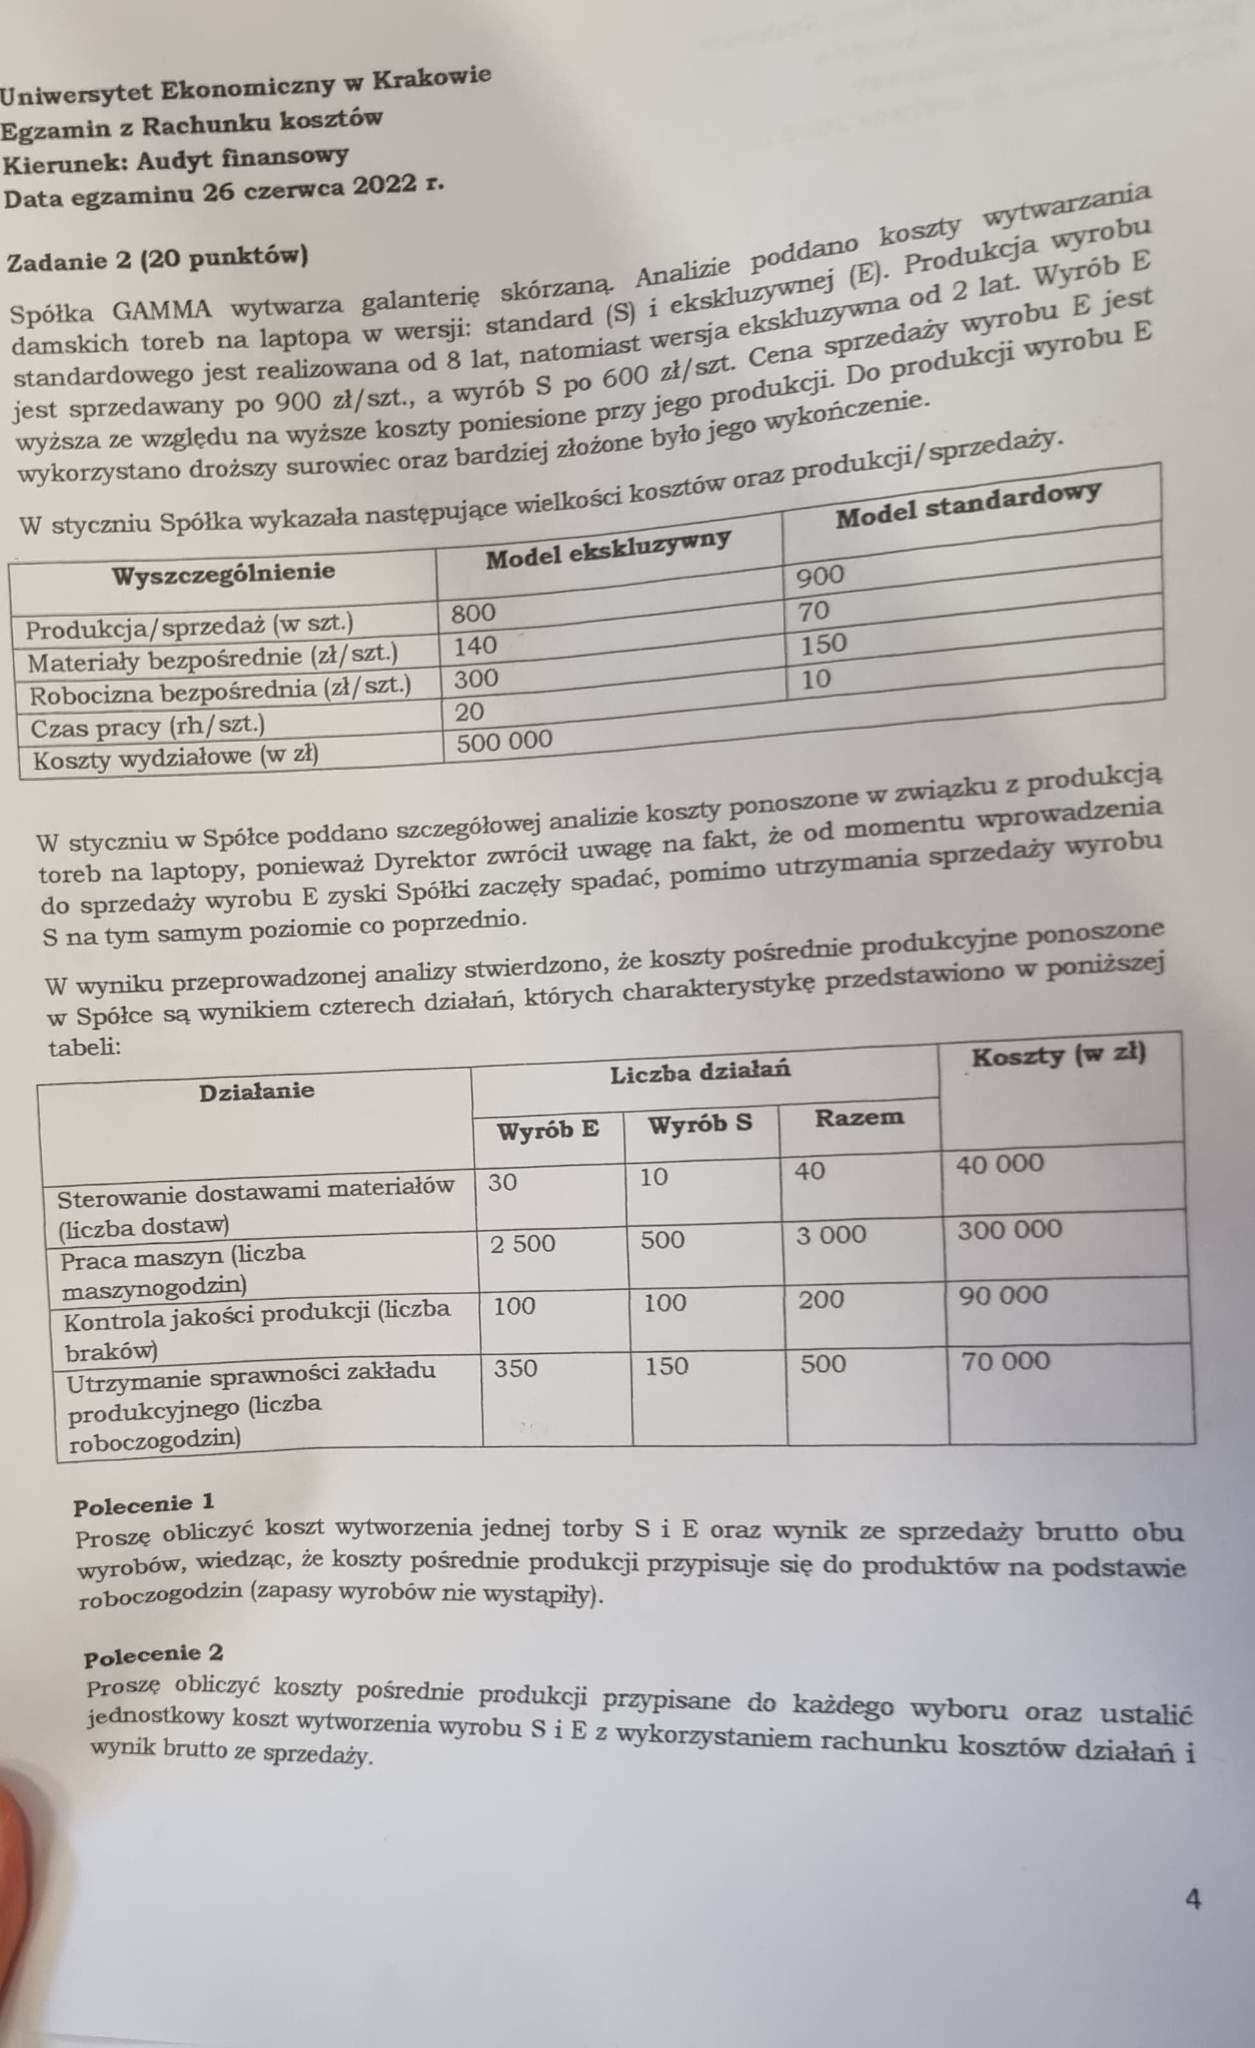 Uniwersytet Ekonomiczny w Krakowie
Egzamin z Rachunku kosztów
Kierunek: Audyt finansowy
Data egzaminu 26 czerwca 2022 r.
Zadanie 2 (20 punktów)
Spółka GAMMA wytwarza galanterię skórzaną. Analizie poddano koszty wytwarzania
damskich toreb na laptopa w wersji: standard (S) i ekskluzywnej (E). Produkcja wyrobu
standardowego jest realizowana od 8 lat, natomiast wersja ekskluzywna od 2 lat. Wyrób E
jest sprzedawany po 900 zł/szt., a wyrób S po 600 zł/szt. Cena sprzedaży wyrobu E jest
wyższa ze względu na wyższe koszty poniesione przy jego produkcji. Do produkcji wyrobu E
wykorzystano droższy surowiec oraz bardziej złożone było jego wykończenie.
W styczniu Spółka wykazała następujące wielkości kosztów oraz produkcji/sprzedaży.
Wyszczególnienie Model ekskluzywny Model standardowy
Produkcja/sprzedaż (w szt.) 800 900
Materiały bezpośrednie (zł/szt.) 140 70
Robocizna bezpośrednia (zł/szt.) 300 150
Czas pracy (rh/szt.) 20 10
Koszty wydziałowe (w zł) 500 000
W styczniu w Spółce poddano szczegółowej analizie koszty ponoszone w związku z produkcją
toreb na laptopy, ponieważ Dyrektor zwrócił uwagę na fakt, że od momentu wprowadzenia
do sprzedaży wyrobu E zyski Spółki zaczęły spadać, pomimo utrzymania sprzedaży wyrobu
S na tym samym poziomie co poprzednio.
W wyniku przeprowadzonej analizy stwierdzono, że koszty pośrednie produkcyjne ponoszone
w Spółce są wynikiem czterech działań, których charakterystykę przedstawiono w poniższej
tabeli:
Działanie Liczba działań Koszty (w zł)
Wyrób E Wyrób S Razem
Sterowanie dostawami materiałów 30 10 40 40 000
(liczba dostaw)
Praca maszyn (liczba 2 500 500 3 000 300 000
maszynogodzin)
Kontrola jakości produkcji (liczba 100 100 200 90 000
braków)
Utrzymanie sprawności zakładu 350 150 500 70 000
produkcyjnego (liczba
roboczogodzin)
Polecenie 1
Proszę obliczyć koszt wytworzenia jednej torby S i E oraz wynik ze sprzedaży brutto obu
wyrobów, wiedząc, że koszty pośrednie produkcji przypisuje się do produktów na podstawie
roboczogodzin (zapasy wyrobów nie wystąpiły).
Polecenie 2
Proszę obliczyć koszty pośrednie produkcji przypisane do każdego wyboru oraz ustalić
jednostkowy koszt wytworzenia wyrobu S i E z wykorzystaniem rachunku kosztów działań i
wynik brutto ze sprzedaży.
4